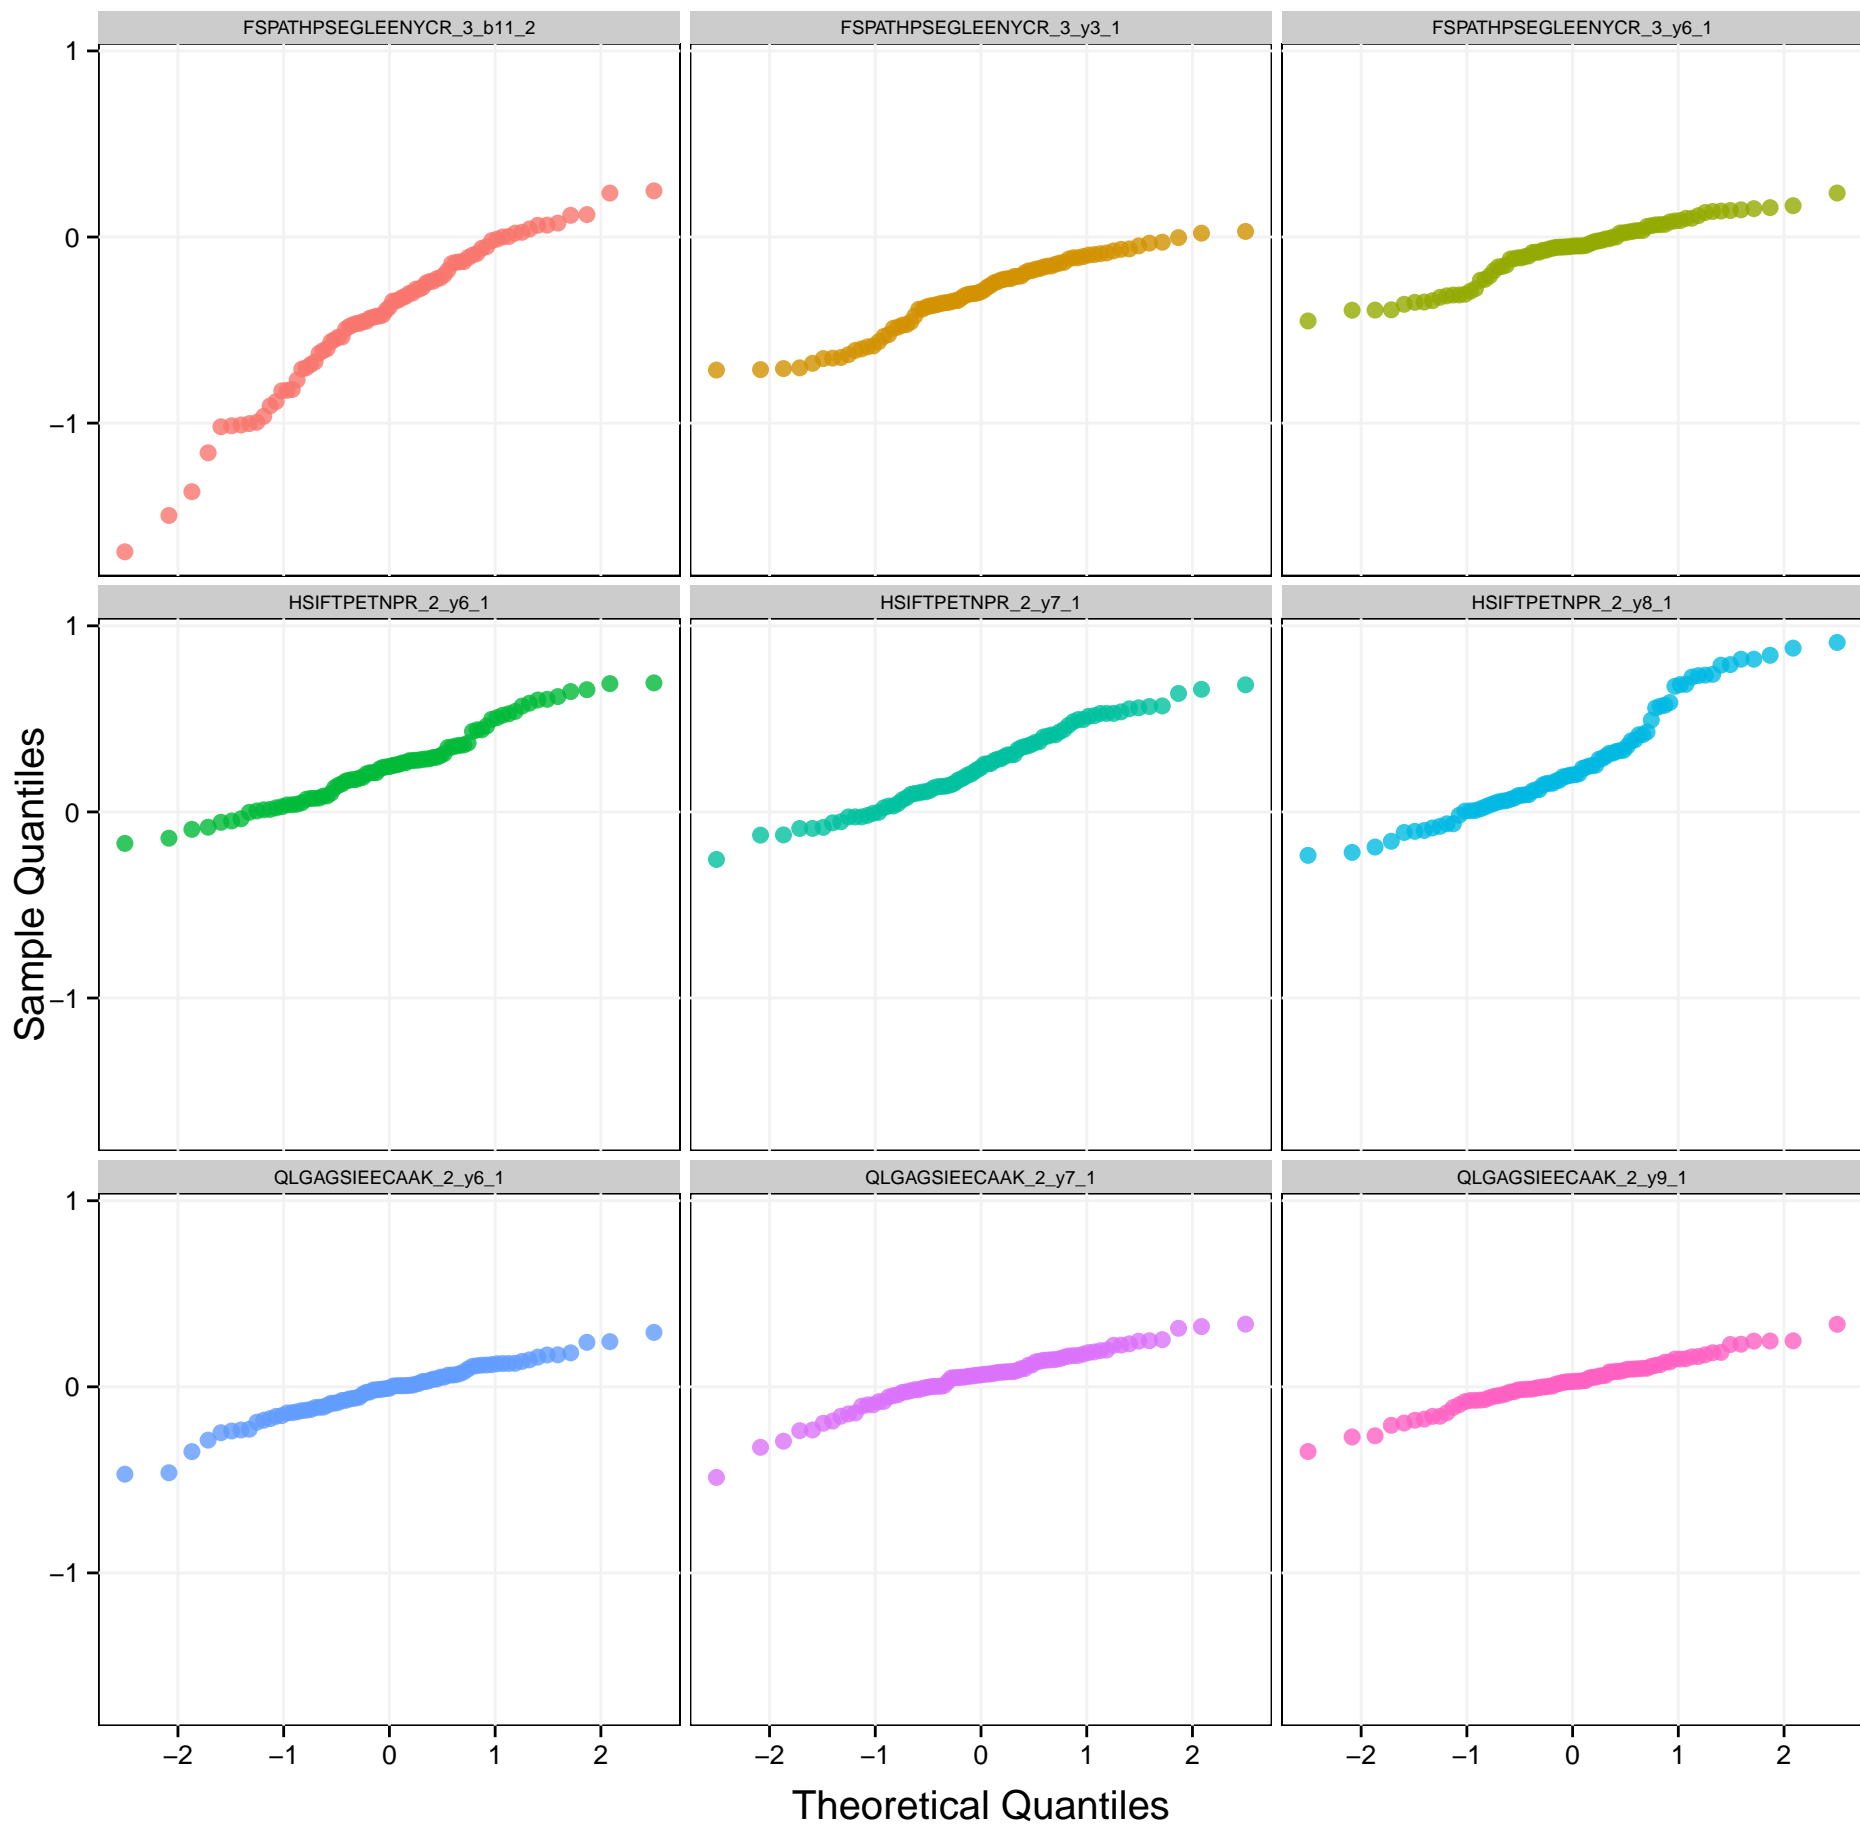 FSPATHPSEGLEENYCR_3_b11_2 FSPATHPSEGLEENYCR_3_y3_1 FSPATHPSEGLEENYCR_3_y6_1
1
0
−1
HSIFTPETNPR_2_y6_1 HSIFTPETNPR_2_y7_1 HSIFTPETNPR_2_y8_1
1
0
−1
Sample Quantiles
QLGAGSIEECAAK_2_y6_1 QLGAGSIEECAAK_2_y7_1 QLGAGSIEECAAK_2_y9_1
1
0
−1
−2 −1 0 1 2 −2 −1 0 1 2 −2 −1 0 1 2
Theoretical Quantiles